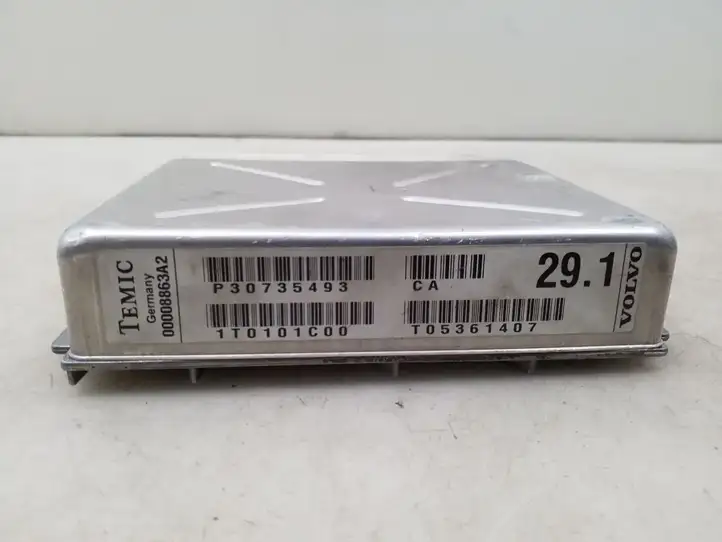 TEMIC
Germany
00008863A2
P30735493
CA
29.1
1T0101C00
T05361407
VOLVO